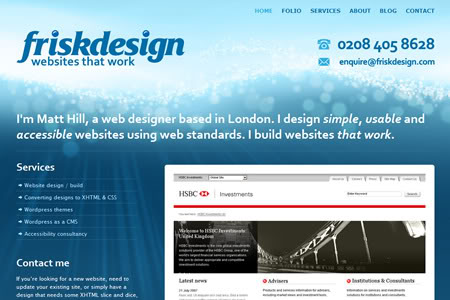 HOME FOLIO SERVICES ABOUT BLOG CONTACT
friskdesign
websites that work
0208 405 8628
enquire@friskdesign.com
I'm Matt Hill, a web designer based in London. I design simple, usable and
accessible websites using web standards. I build websites that work.
Services
Website design / build
Converting designs to XHTML & CSS
Wordpress themes
Wordpress as a CMS
Accessibility consultancy
Contact me
If you're looking for a new website, need to
update your existing site, or simply have a
design that needs some XHTML slice and dice,
HSBC Investments
HSBC Investments
Welcome to HSBC Investments
United Kingdom
Latest news
Advisers
Institutions & Consultants